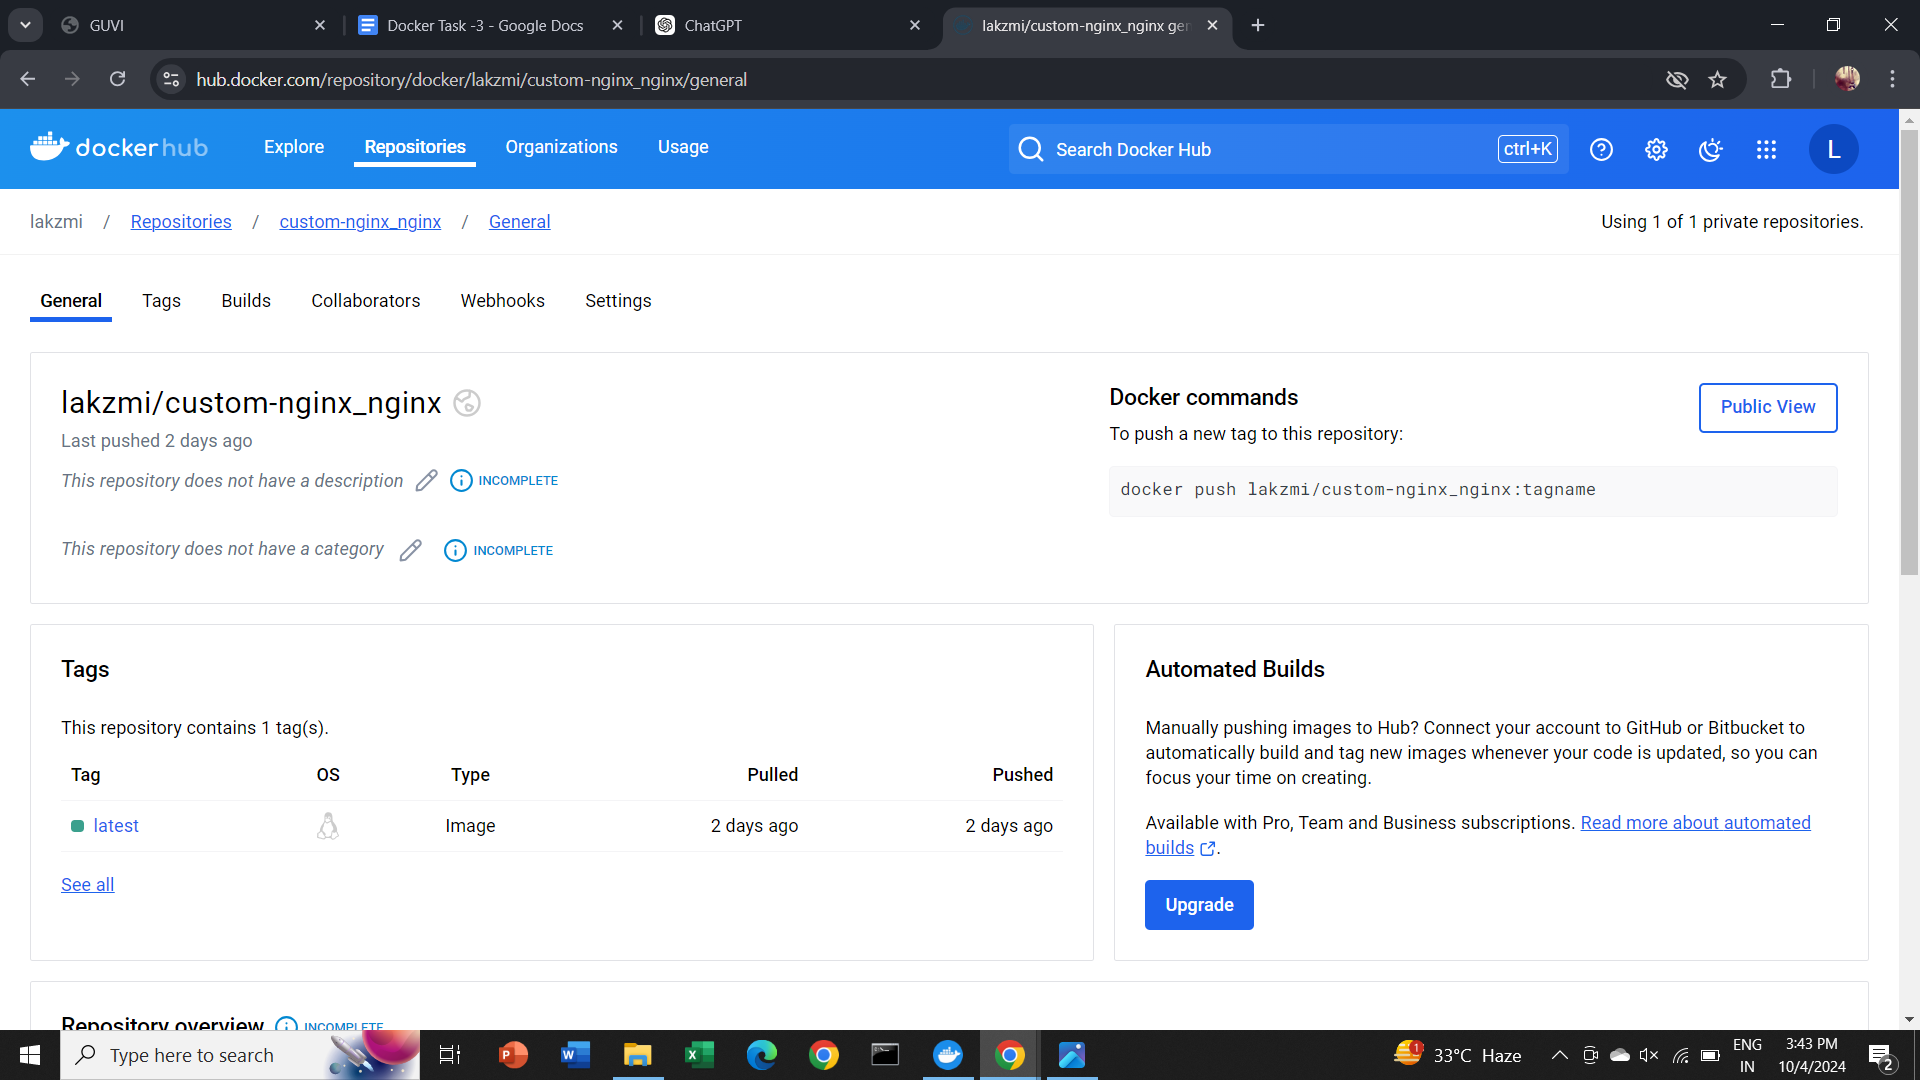 GUVI
Docker Task -3 - Google Docs
ChatGPT
lakzmi/custom-nginx_nginx gen
hub.docker.com/repository/docker/lakzmi/custom-nginx_nginx/general
dockerhub
Explore
Repositories
Organizations
Usage
Search Docker Hub
ctrl+K
L
lakzmi / Repositories / custom-nginx_nginx / General
Using 1 of 1 private repositories.
General
Tags
Builds
Collaborators
Webhooks
Settings
lakzmi/custom-nginx_nginx
Last pushed 2 days ago
This repository does not have a description
INCOMPLETE
This repository does not have a category
INCOMPLETE
Docker commands
Public View
To push a new tag to this repository:
docker push lakzmi/custom-nginx_nginx:tagname
Tags
This repository contains 1 tag(s).
Tag OS Type Pulled Pushed
latest Image 2 days ago 2 days ago
See all
Automated Builds
Manually pushing images to Hub? Connect your account to GitHub or Bitbucket to
automatically build and tag new images whenever your code is updated, so you can
focus your time on creating.
Available with Pro, Team and Business subscriptions. Read more about automated
builds.
Upgrade
Repository overview
INCOMPLETE
Type here to search
1
33°C Haze
ENG
IN
3:43 PM
10/4/2024
2